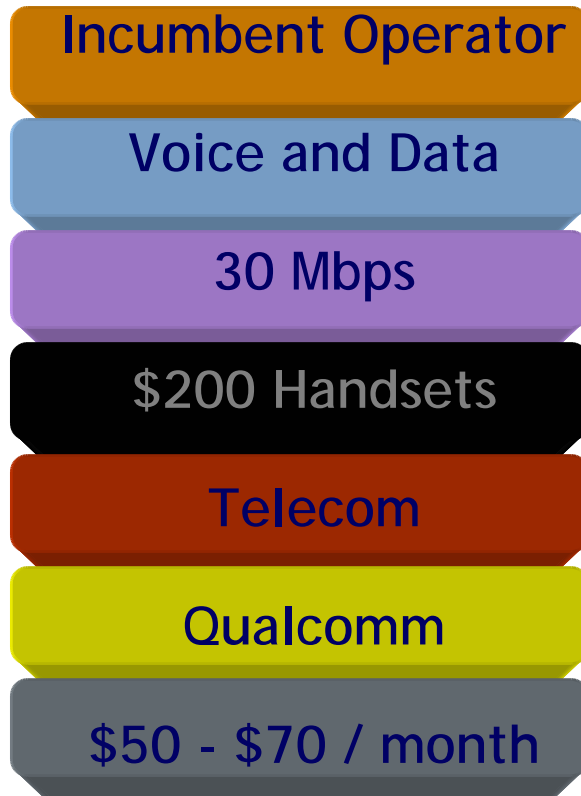 Incumbent Operator
Voice and Data
30 Mbps
$200 Handsets
Telecom
Qualcomm
$50 - $70 / month